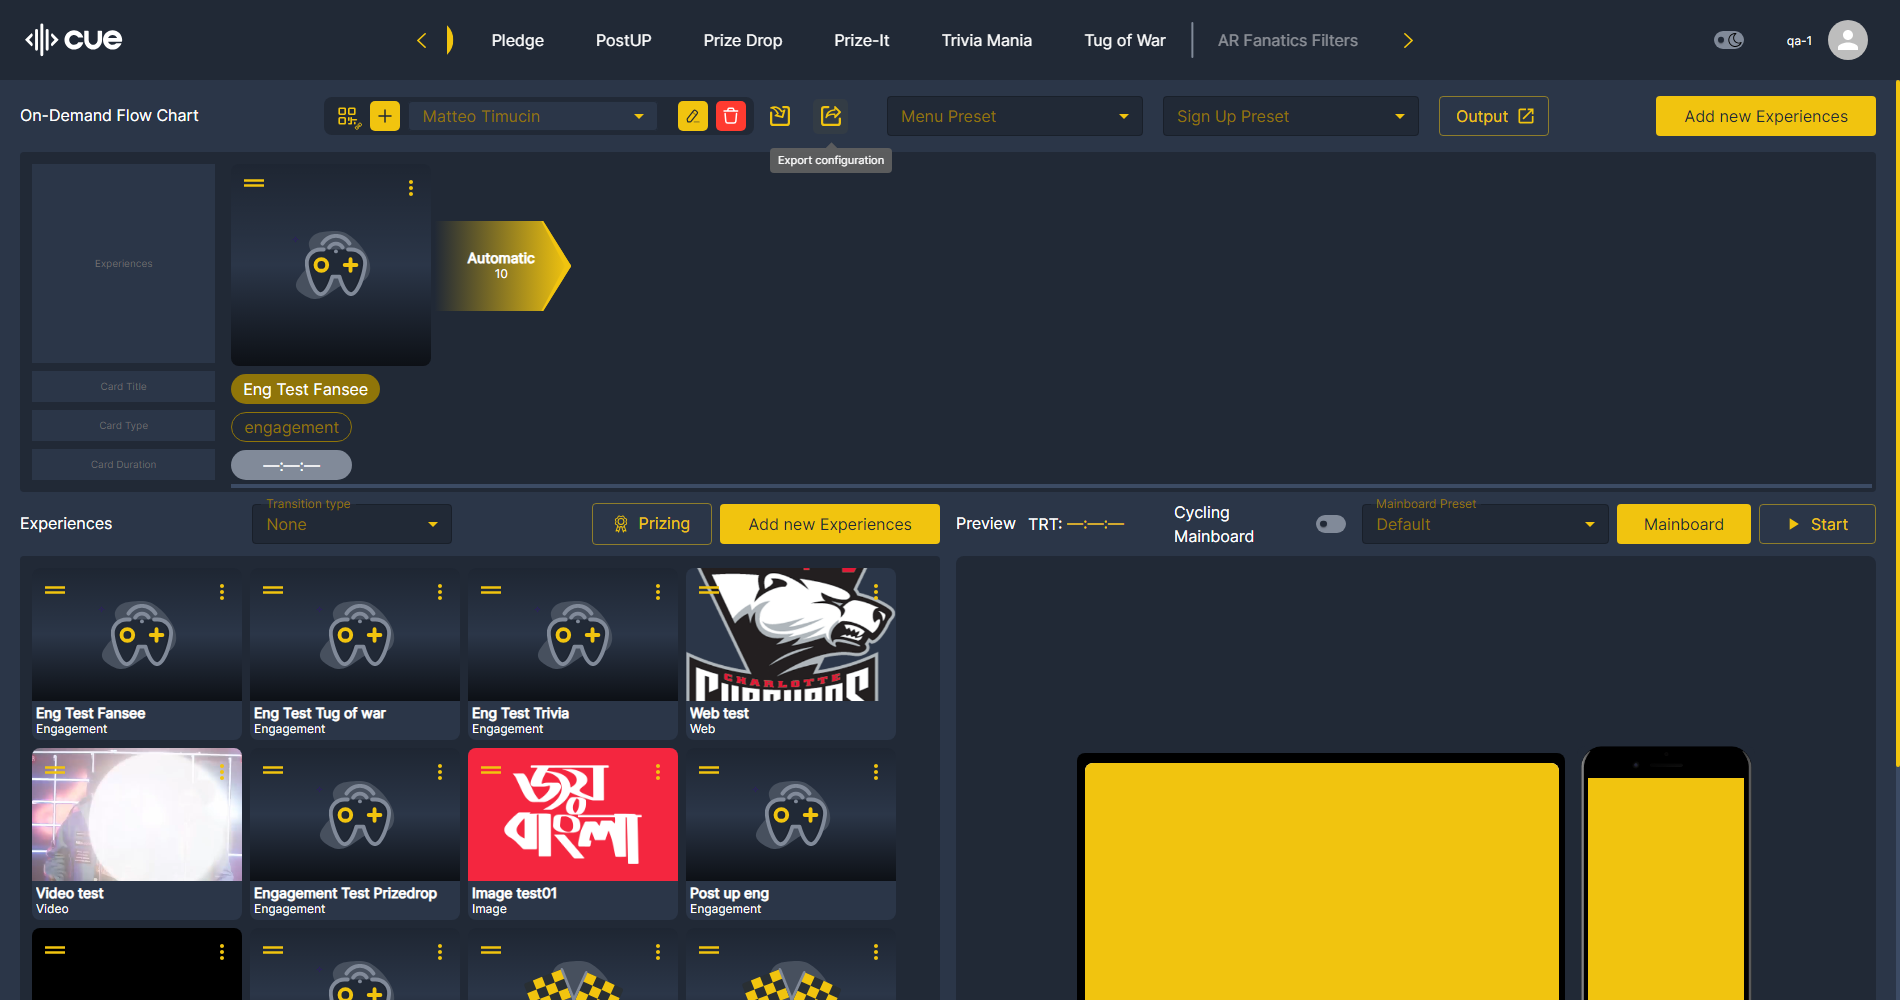 cue
Pledge
PostUP
Prize Drop
Prize-It
Trivia Mania
Tug of War
AR Fanatics Filters
qa-1
On-Demand Flow Chart
Matteo Timucin
Menu Preset
Sign Up Preset
Output
Add new Experiences
Export configuration
Experiences
Automatic
10
Card Title
Eng Test Fansee
Card Type
engagement
Card Duration
—:—:—
Experiences
Transition type
None
Prizing
Add new Experiences
Preview
TRT: —:—:—
Cycling
Mainboard
Mainboard Preset
Default
Mainboard
Start
Eng Test Fansee
Engagement
Eng Test Tug of war
Engagement
Eng Test Trivia
Engagement
CHARLOTTE
Web test
Web
Video test
Video
Engagement Test Prizedrop
Engagement
জয়
বাংলা
Image test01
Image
Post up eng
Engagement